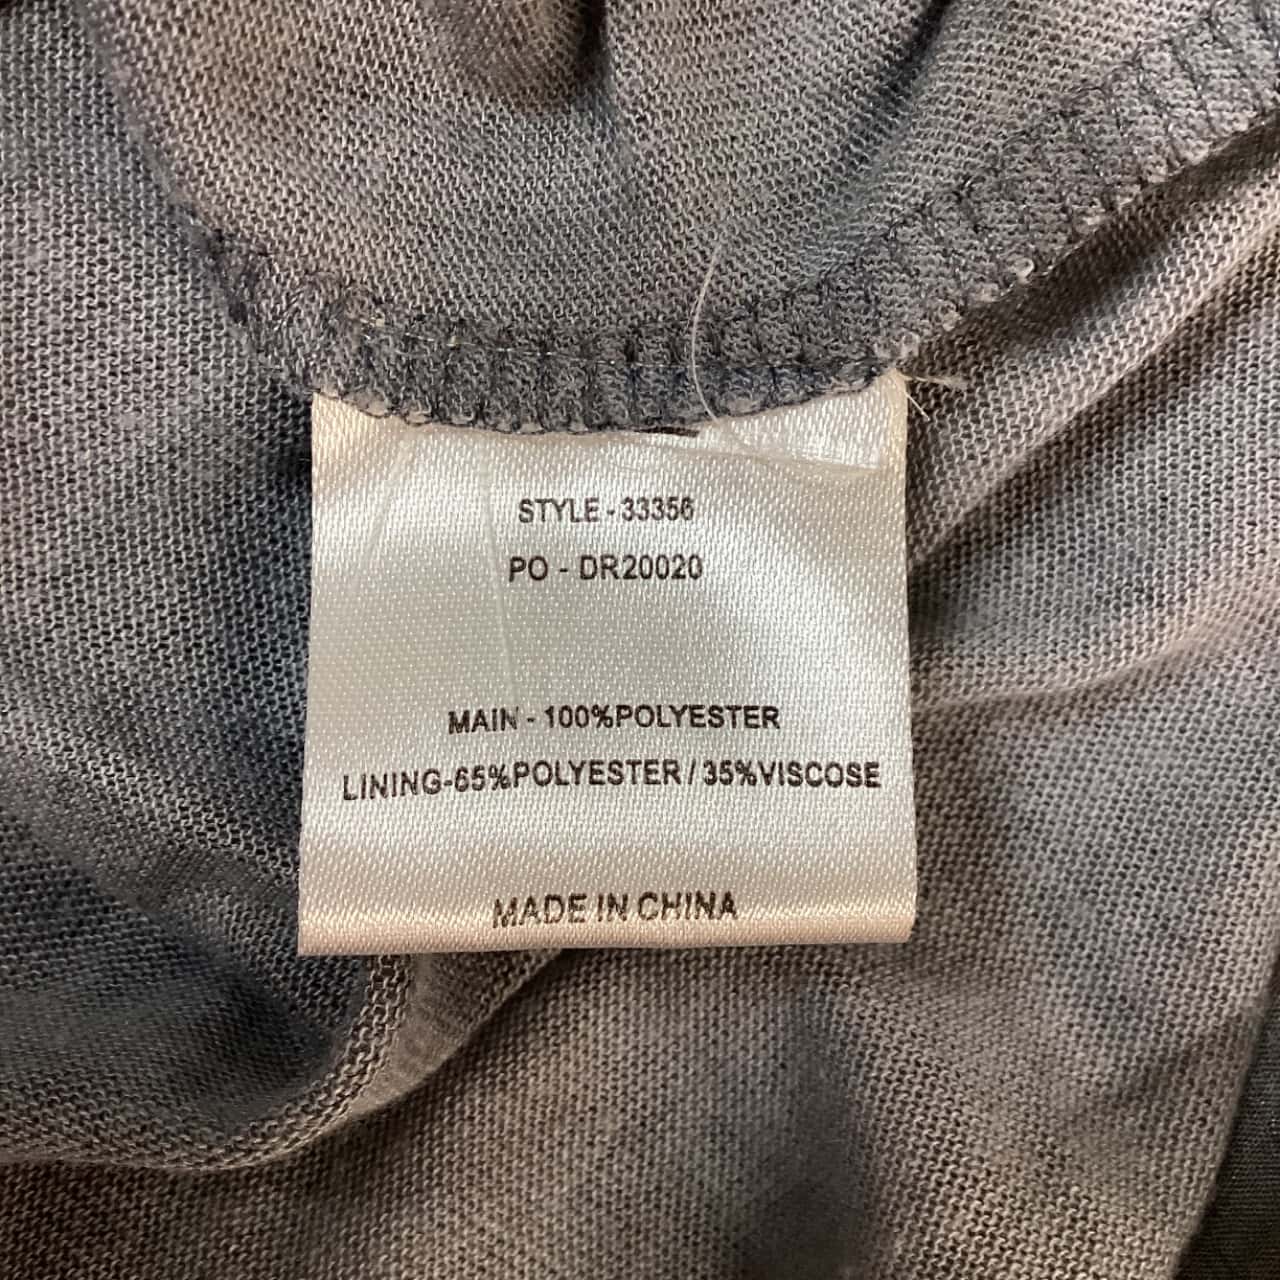 STYLE - 33356
PO - DR20020
MAIN - 100%POLYESTER
LINING-65%POLYESTER / 35%VISCOSE
MADE IN CHINA